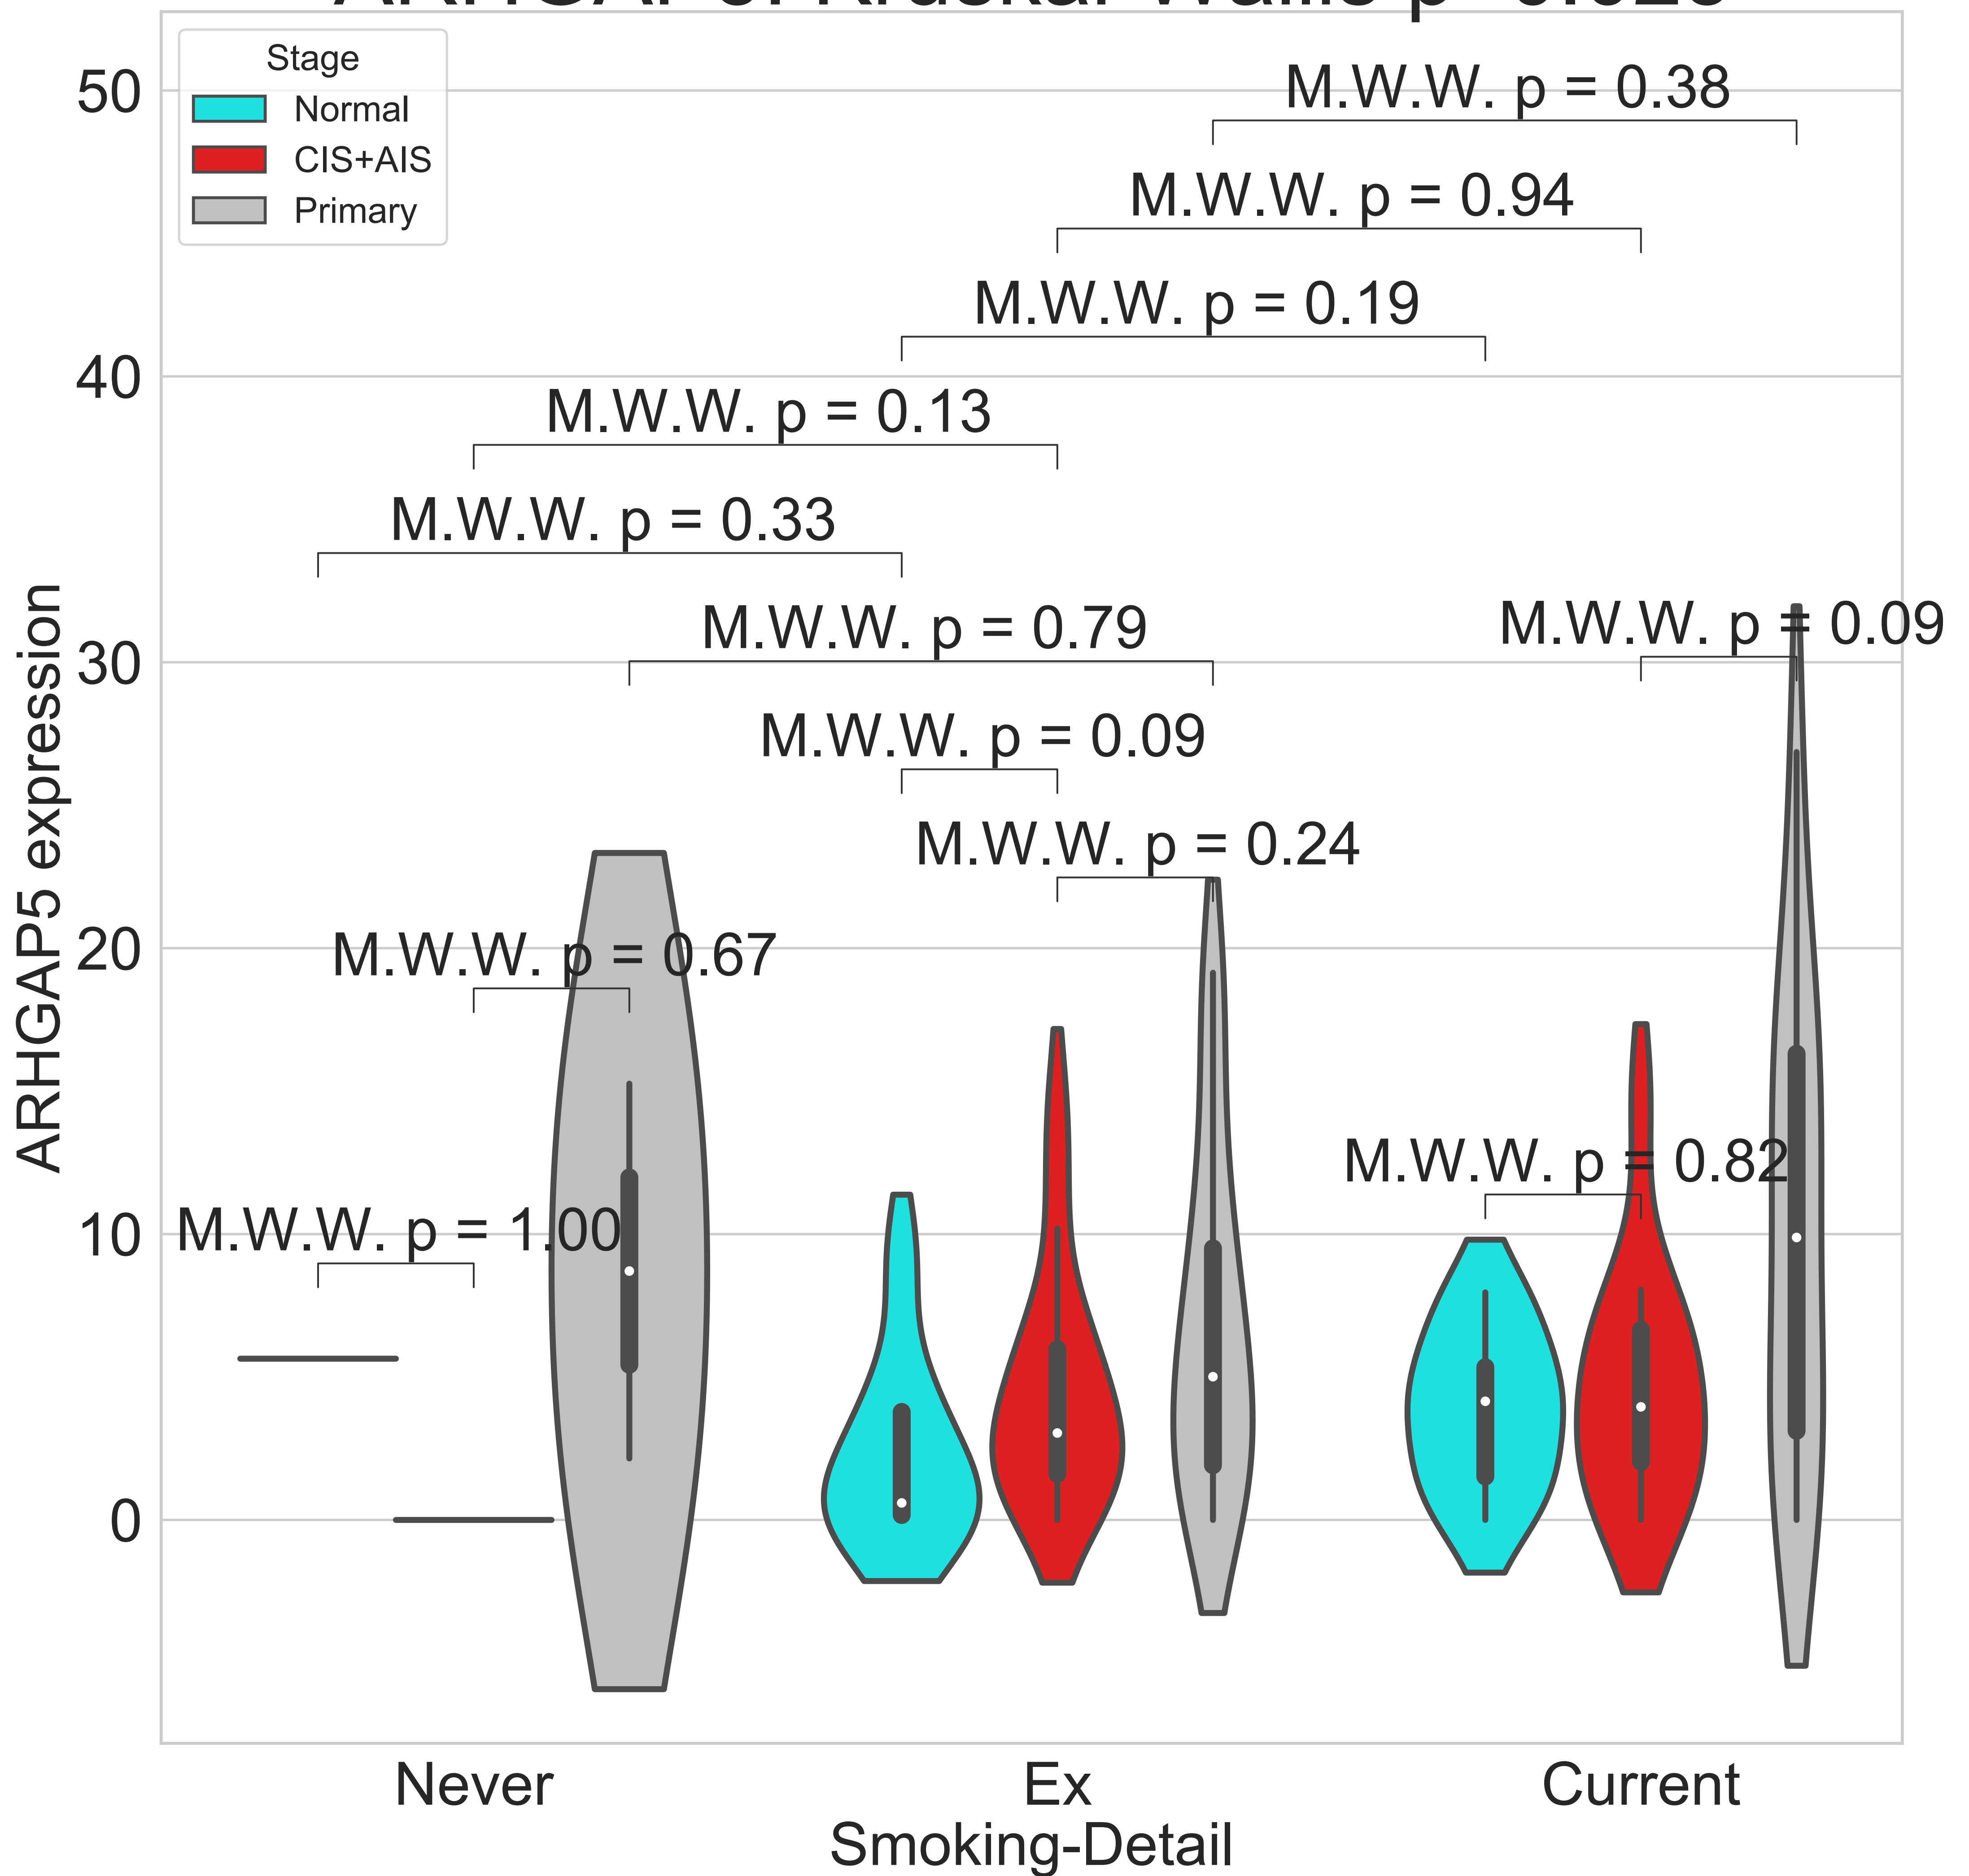 Stage
Normal
CIS+AIS
Primary
50
40
30
20
10
0
ARHGAP5 expression
M.W.W. p = 0.38
M.W.W. p = 0.94
M.W.W. p = 0.19
M.W.W. p = 0.13
M.W.W. p = 0.33
M.W.W. p = 0.79
M.W.W. p = 0.09
M.W.W. p = 0.09
M.W.W. p = 0.24
M.W.W. p = 0.67
M.W.W. p = 0.82
M.W.W. p = 1.00
Never
Ex
Current
Smoking-Detail